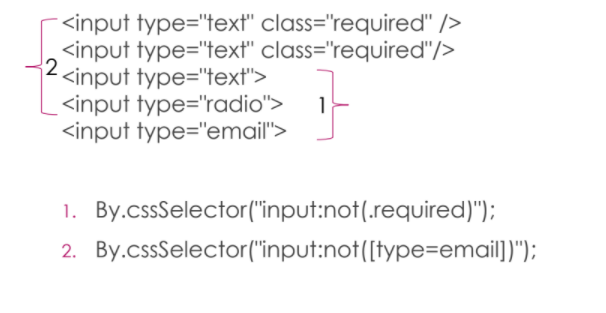 <input type="text" class="required" />
<input type="text" class="required"/>
2 <input type="text">
<input type="radio"> 1
<input type="email">
1. By.cssSelector("input:not(.required)");
2. By.cssSelector("input:not([type=email])");